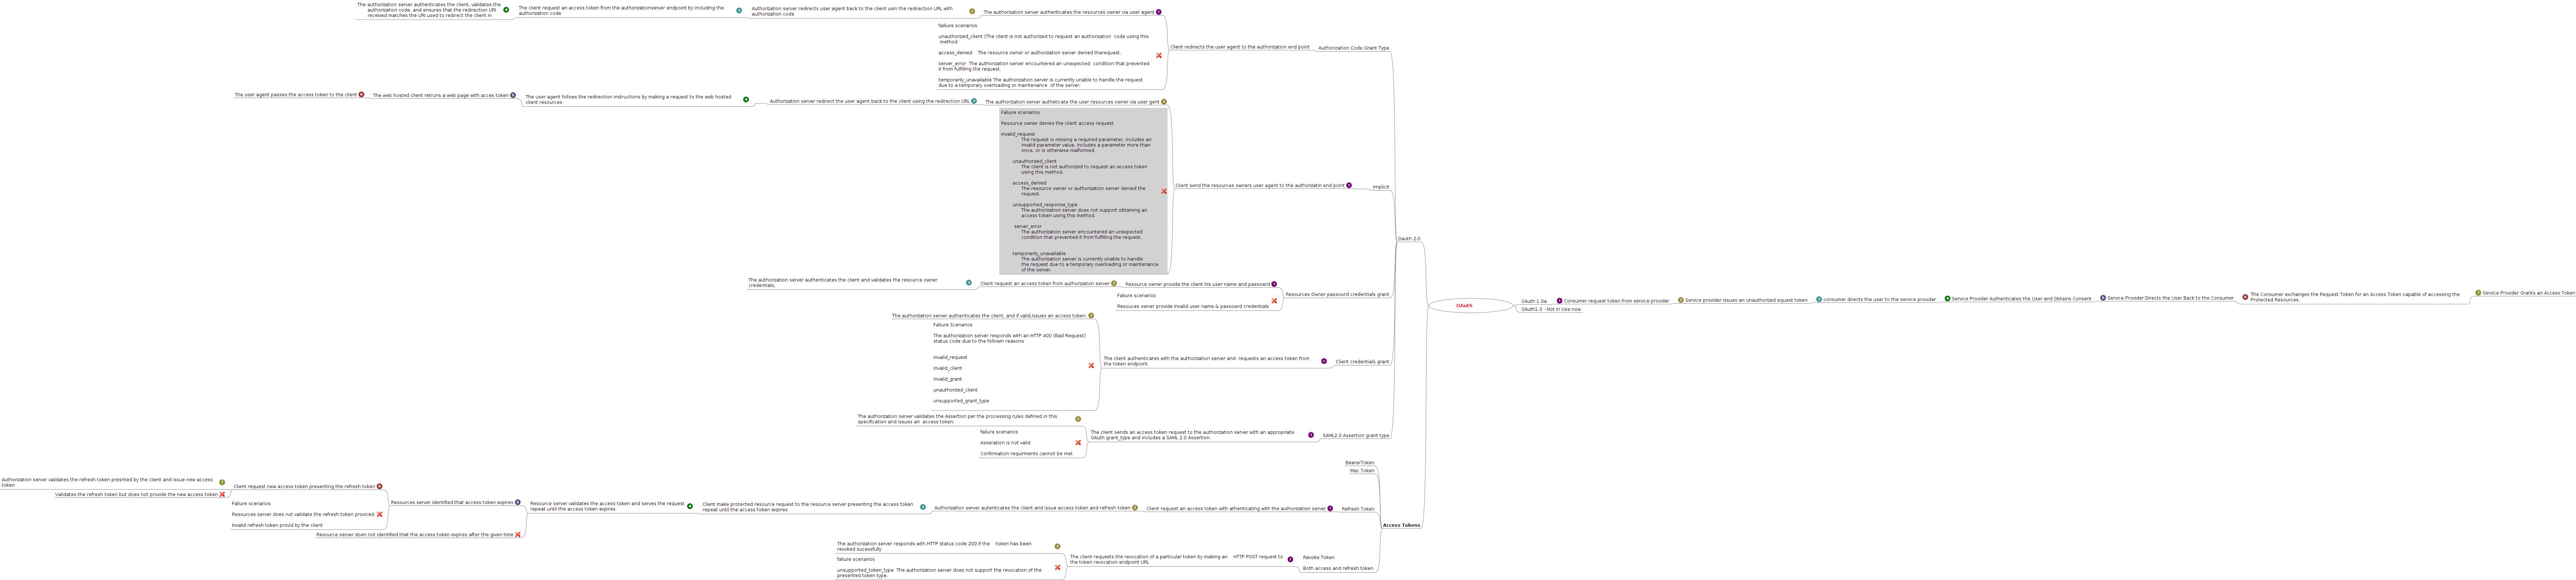 The authorization server authenticates the client, validates the
authorization code, and ensures that the redirection URI
received matches the URI used to redirect the client in
The client request an access token from the authorizationserver endpoint by including the
authorization code
Authorization server redirects user agent back to the client uisn the redirection URL with
authorization code
The authorization server authenticates the resources owner via user agent
failure scenarios
unauthorized_client (The client is not authorized to request an authorization code using this
method
access_denied The resource owner or authorization server denied therequest.
server_error The authorization server encountered an unexpected condition that prevented
it from fulfilling the request.
temporarily_unavailable The authorization server is currently unable to handle the request
due to a temporary overloading or maintenance of the server.
Client redirects the user agent to the authorization end point
Authorization Code Grant Type
The user agent passes the access token to the client
The web hosted client retruns a web page with acces token
The user agent follows the redirection instructions by making a request to the web hosted
client resources
Authorization server redirect the user agent back to the client using the redirection URL
The authorization server autheticate the user resources owner via user gent
Failure scenarios
Resource owner denies the client access request
invalid_request
The request is missing a required parameter, includes an
invalid parameter value, includes a parameter more than
once, or is otherwise malformed.
unauthorized_client
The client is not authorized to request an access token
using this method.
access_denied
The resource owner or authorization server denied the
request.
unsupported_response_type
The authorization server does not support obtaining an
access token using this method.
server_error
The authorization server encountered an unexpected
condition that prevented it from fulfilling the request.
temporarily_unavailable
The authorization server is currently unable to handle
the request due to a temporary overloading or maintenance
of the server.
Client send the resources owners user agent to the authorizatin end point
Implicit
Oauth 2.0
The authorization server authenticates the client and validates the resource owner
credentials,
Client request an access token from authorization server
Resource owner provide the client his user name and passowrd
Failure scenarios
Resouces owner provide invalid user name & passowrd credentials
Resources Owner passowrd credentials grant
The authorization server authenticates the client, and if valid,issues an access token.
Failure Scenarios
The authorization server responds with an HTTP 400 (Bad Request)
status code due to the followin reasons
invalid_request
invalid_client
invalid_grant
unauthorized_client
unsupported_grant_type
The client authenticates with the authorization server and requests an access token from
the token endpoint.
Client credentials grant
The authorization server validates the Assertion per the processing rules defined in this
specification and issues an access token.
failure scenarios
Asseration is not valid
Confirmation requirments cannot be met
The client sends an access token request to the authorization server with an appropriate
OAuth grant_type and includes a SAML 2.0 Assertion.
SAML2.0 Assertion grant type
OAuth
OAuth 1.0a
Consumer request token from service provider
Service provider issues an unauthorized equest token
consumer directs the user to the service provider
Service Provider Authenticates the User and Obtains Consent
Service Provider Directs the User Back to the Consumer
The Consumer exchanges the Request Token for an Access Token capable of accessing the
Protected Resources.
Service Provider Grants an Access Token
OAuth1.0 - Not in Use now
BearerToken
Mac Token
Authorization server validates the refresh token presnted by the client and issue new access
token
Validates the refresh token but does not provide the new access token
Client request new access token presenting the refresh token
Failure scenarios
Resources server does not validate the refresh token proviced
Invalid refresh token provid by the client
Resources server identified that access token expires
Resource server doen not identified that the access token expires after the given time
Resource server validates the access token and serves the request
repeat until the access token expires
Client make protected resource request to the resource server presenting the access token
repeat until the access token expires
Authorization server autenticates the client and issue access token and refresh token
Client request an access token with athenticating with the authorization server
Refresh Token
Access Tokens
The authorization server responds with HTTP status code 200 if the token has been
revoked sucessfully
failure scenarios
unsupported_token_type The authorization server does not support the revocation of the
presented token type.
The client requests the revocation of a particular token by making an HTTP POST request to
the token revocation endpoint URL
Revoke Token
Both access and refresh token